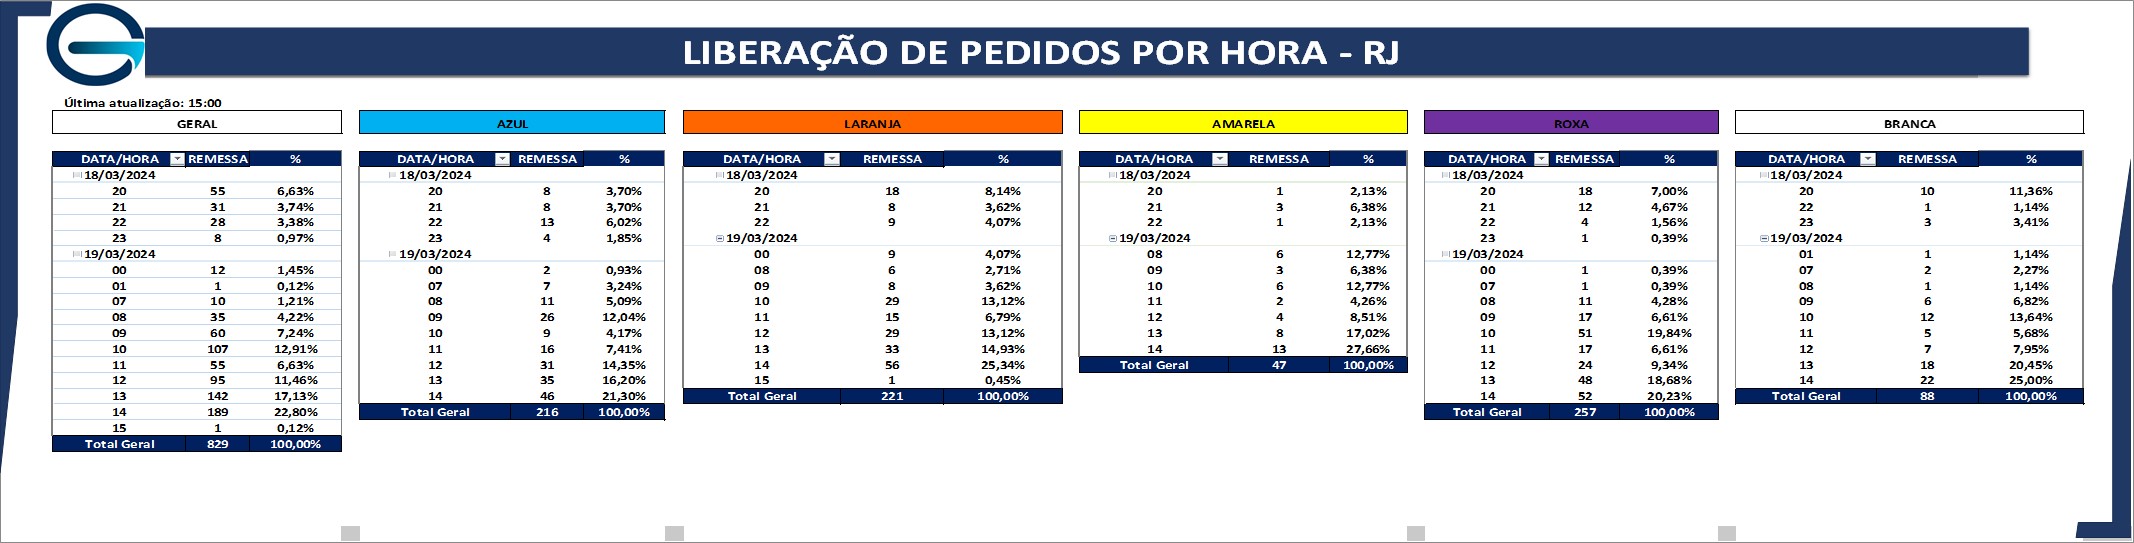 LIBERAÇÃO DE PEDIDOS POR HORA - RJ
Última atualização: 15:00
GERAL
DATA/HORA REMESSA %
18/03/2024
20 55 6,63%
21 31 3,74%
22 28 3,38%
23 8 0,97%
19/03/2024
00 12 1,45%
01 1 0,12%
07 10 1,21%
08 35 4,22%
09 60 7,24%
10 107 12,91%
11 55 6,63%
12 95 11,46%
13 142 17,13%
14 189 22,80%
15 1 0,12%
Total Geral 829 100,00%
AZUL
DATA/HORA REMESSA %
18/03/2024
20 8 3,70%
21 8 3,70%
22 13 6,02%
23 4 1,85%
19/03/2024
00 2 0,93%
07 7 3,24%
08 11 5,09%
09 26 12,04%
10 9 4,17%
11 16 7,41%
12 31 14,35%
13 35 16,20%
14 46 21,30%
Total Geral 216 100,00%
LARANJA
DATA/HORA REMESSA %
18/03/2024
20 18 8,14%
21 8 3,62%
22 9 4,07%
19/03/2024
00 9 4,07%
08 6 2,71%
09 8 3,62%
10 29 13,12%
11 15 6,79%
12 29 13,12%
13 33 14,93%
14 56 25,34%
15 1 0,45%
Total Geral 221 100,00%
AMARELA
DATA/HORA REMESSA %
18/03/2024
20 1 2,13%
21 3 6,38%
22 1 2,13%
19/03/2024
08 6 12,77%
09 3 6,38%
10 6 12,77%
11 2 4,26%
12 4 8,51%
13 8 17,02%
14 13 27,66%
Total Geral 47 100,00%
ROXA
DATA/HORA REMESSA %
18/03/2024
20 18 7,00%
21 12 4,67%
22 4 1,56%
23 1 0,39%
19/03/2024
00 1 0,39%
07 1 0,39%
08 11 4,28%
09 17 6,61%
10 51 19,84%
11 17 6,61%
12 24 9,34%
13 48 18,68%
14 52 20,23%
Total Geral 257 100,00%
BRANCA
DATA/HORA REMESSA %
18/03/2024
20 10 11,36%
22 1 1,14%
23 3 3,41%
19/03/2024
01 1 1,14%
07 2 2,27%
08 1 1,14%
09 6 6,82%
10 12 13,64%
11 5 5,68%
12 7 7,95%
13 18 20,45%
14 22 25,00%
Total Geral 88 100,00%